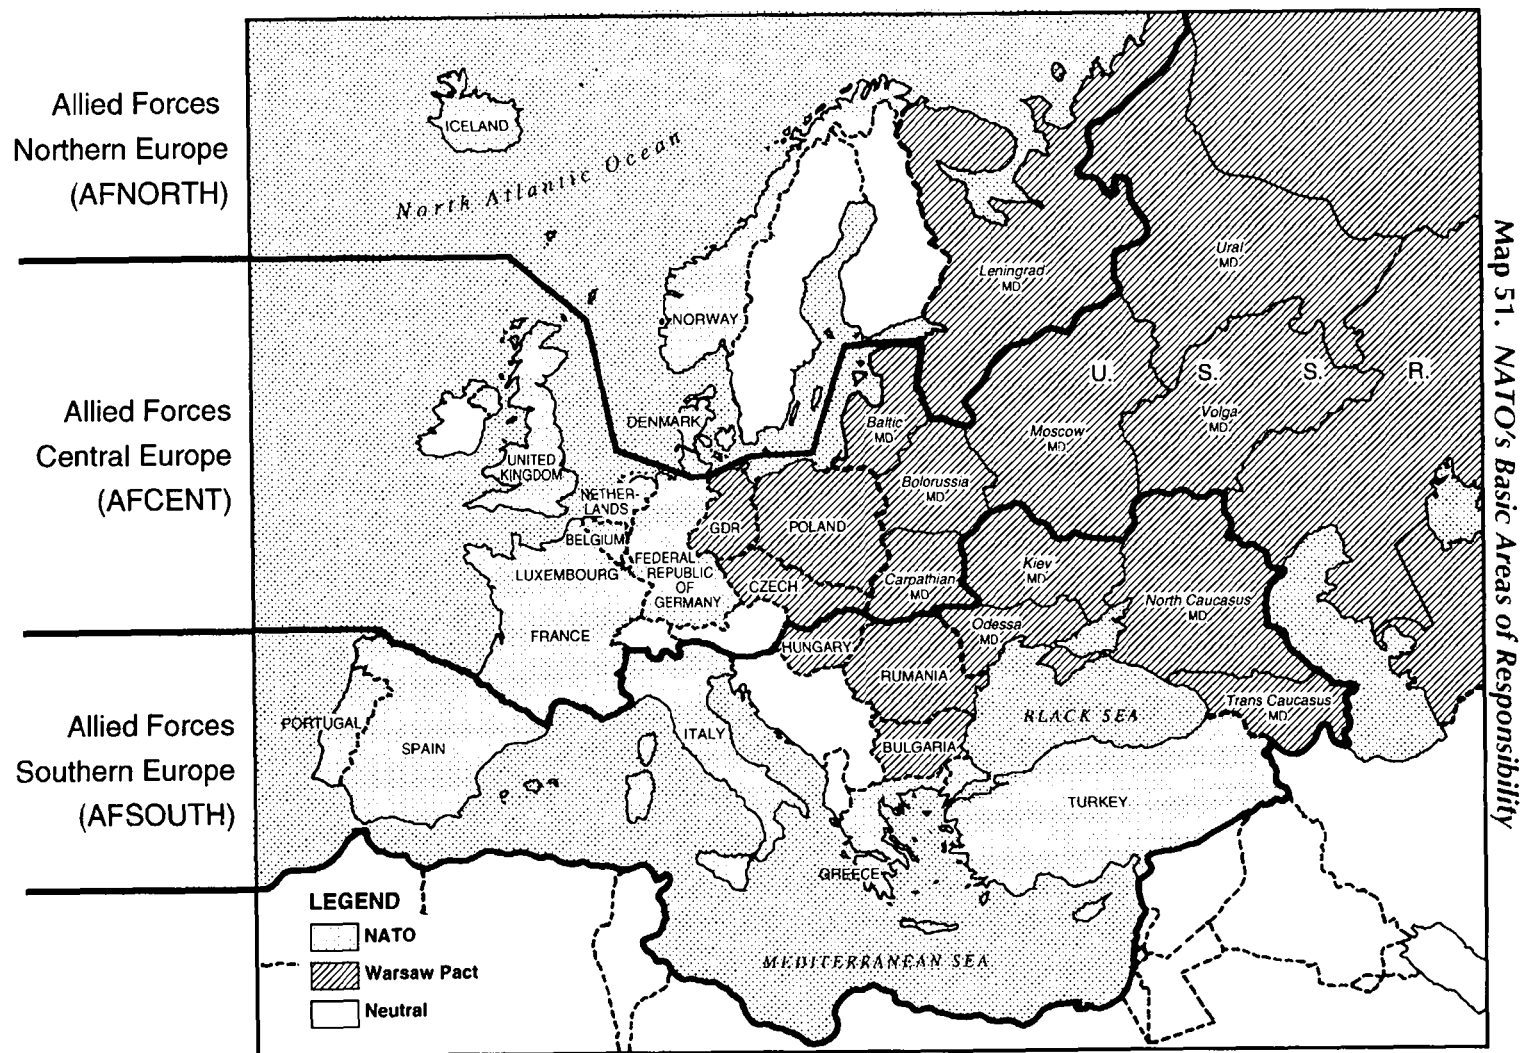 Allied Forces
Northern Europe
(AFNORTH)
Allied Forces
Central Europe
(AFCENT)
Allied Forces
Southern Europe
(AFSOUTH)
ICELAND
North Atlantic Ocean
NORWAY
DENMARK
UNITED
KINGDOM
NETHER-
LANDS
BELGIUM
LUXEMBOURG
FEDERAL
REPUBLIC
OF
GERMANY
FRANCE
GDR
POLAND
CZECH
HUNGARY
RUMANIA
BULGARIA
PORTUGAL
SPAIN
ITALY
GREECE
TURKEY
BLACK SEA
MEDITERRANEAN SEA
Leningrad
MD
Ural
MD
U. S. S. R.
Baltic
MD
Moscow
MD
Volga
MD
Bolorussia
MD
Carpathian
MD
Kiev
MD
Odessa
MD
North Caucasus
MD
Trans Caucasus
MD
LEGEND
NATO
Warsaw Pact
Neutral
Map 51. NATO's Basic Areas of Responsibility